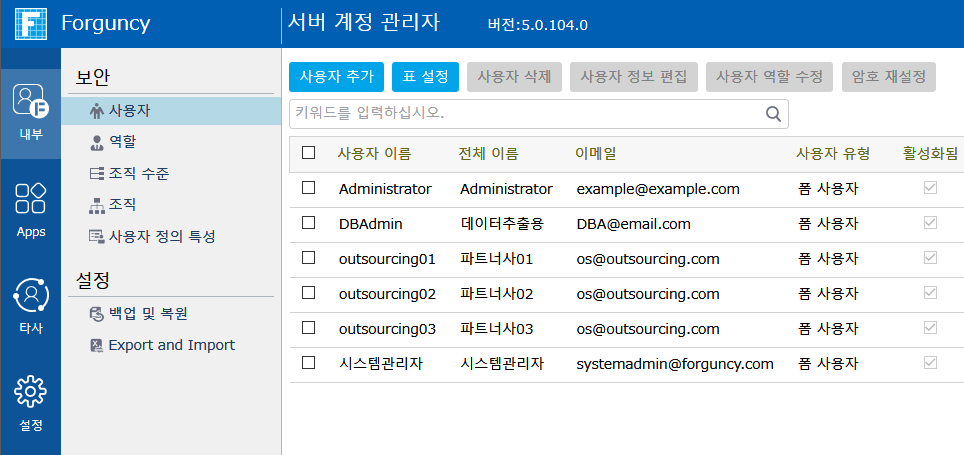 Forguncy
서버 계정 관리자 버전:5.0.104.0
내부
Apps
타사
설정
보안
사용자
역할
조직 수준
조직
사용자 정의 특성
설정
백업 및 복원
Export and Import
사용자 추가 표 설정 사용자 삭제 사용자 정보 편집 사용자 역할 수정 암호 재설정
키워드를 입력하십시오.
사용자 이름 전체 이름 이메일 사용자 유형 활성화됨
Administrator Administrator example@example.com 폼 사용자
DBAdmin 데이터추출용 DBA@email.com 폼 사용자
outsourcing01 파트너사01 os@outsourcing.com 폼 사용자
outsourcing02 파트너사02 os@outsourcing.com 폼 사용자
outsourcing03 파트너사03 os@outsourcing.com 폼 사용자
시스템관리자 시스템관리자 systemadmin@forguncy.com 폼 사용자